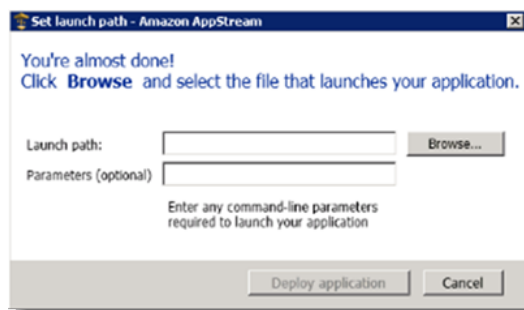 Set launch path - Amazon AppStream
You're almost done!
Click Browse and select the file that launches your application.
Launch path:
Browse...
Parameters (optional)
Enter any command-line parameters
required to launch your application
Deploy application
Cancel